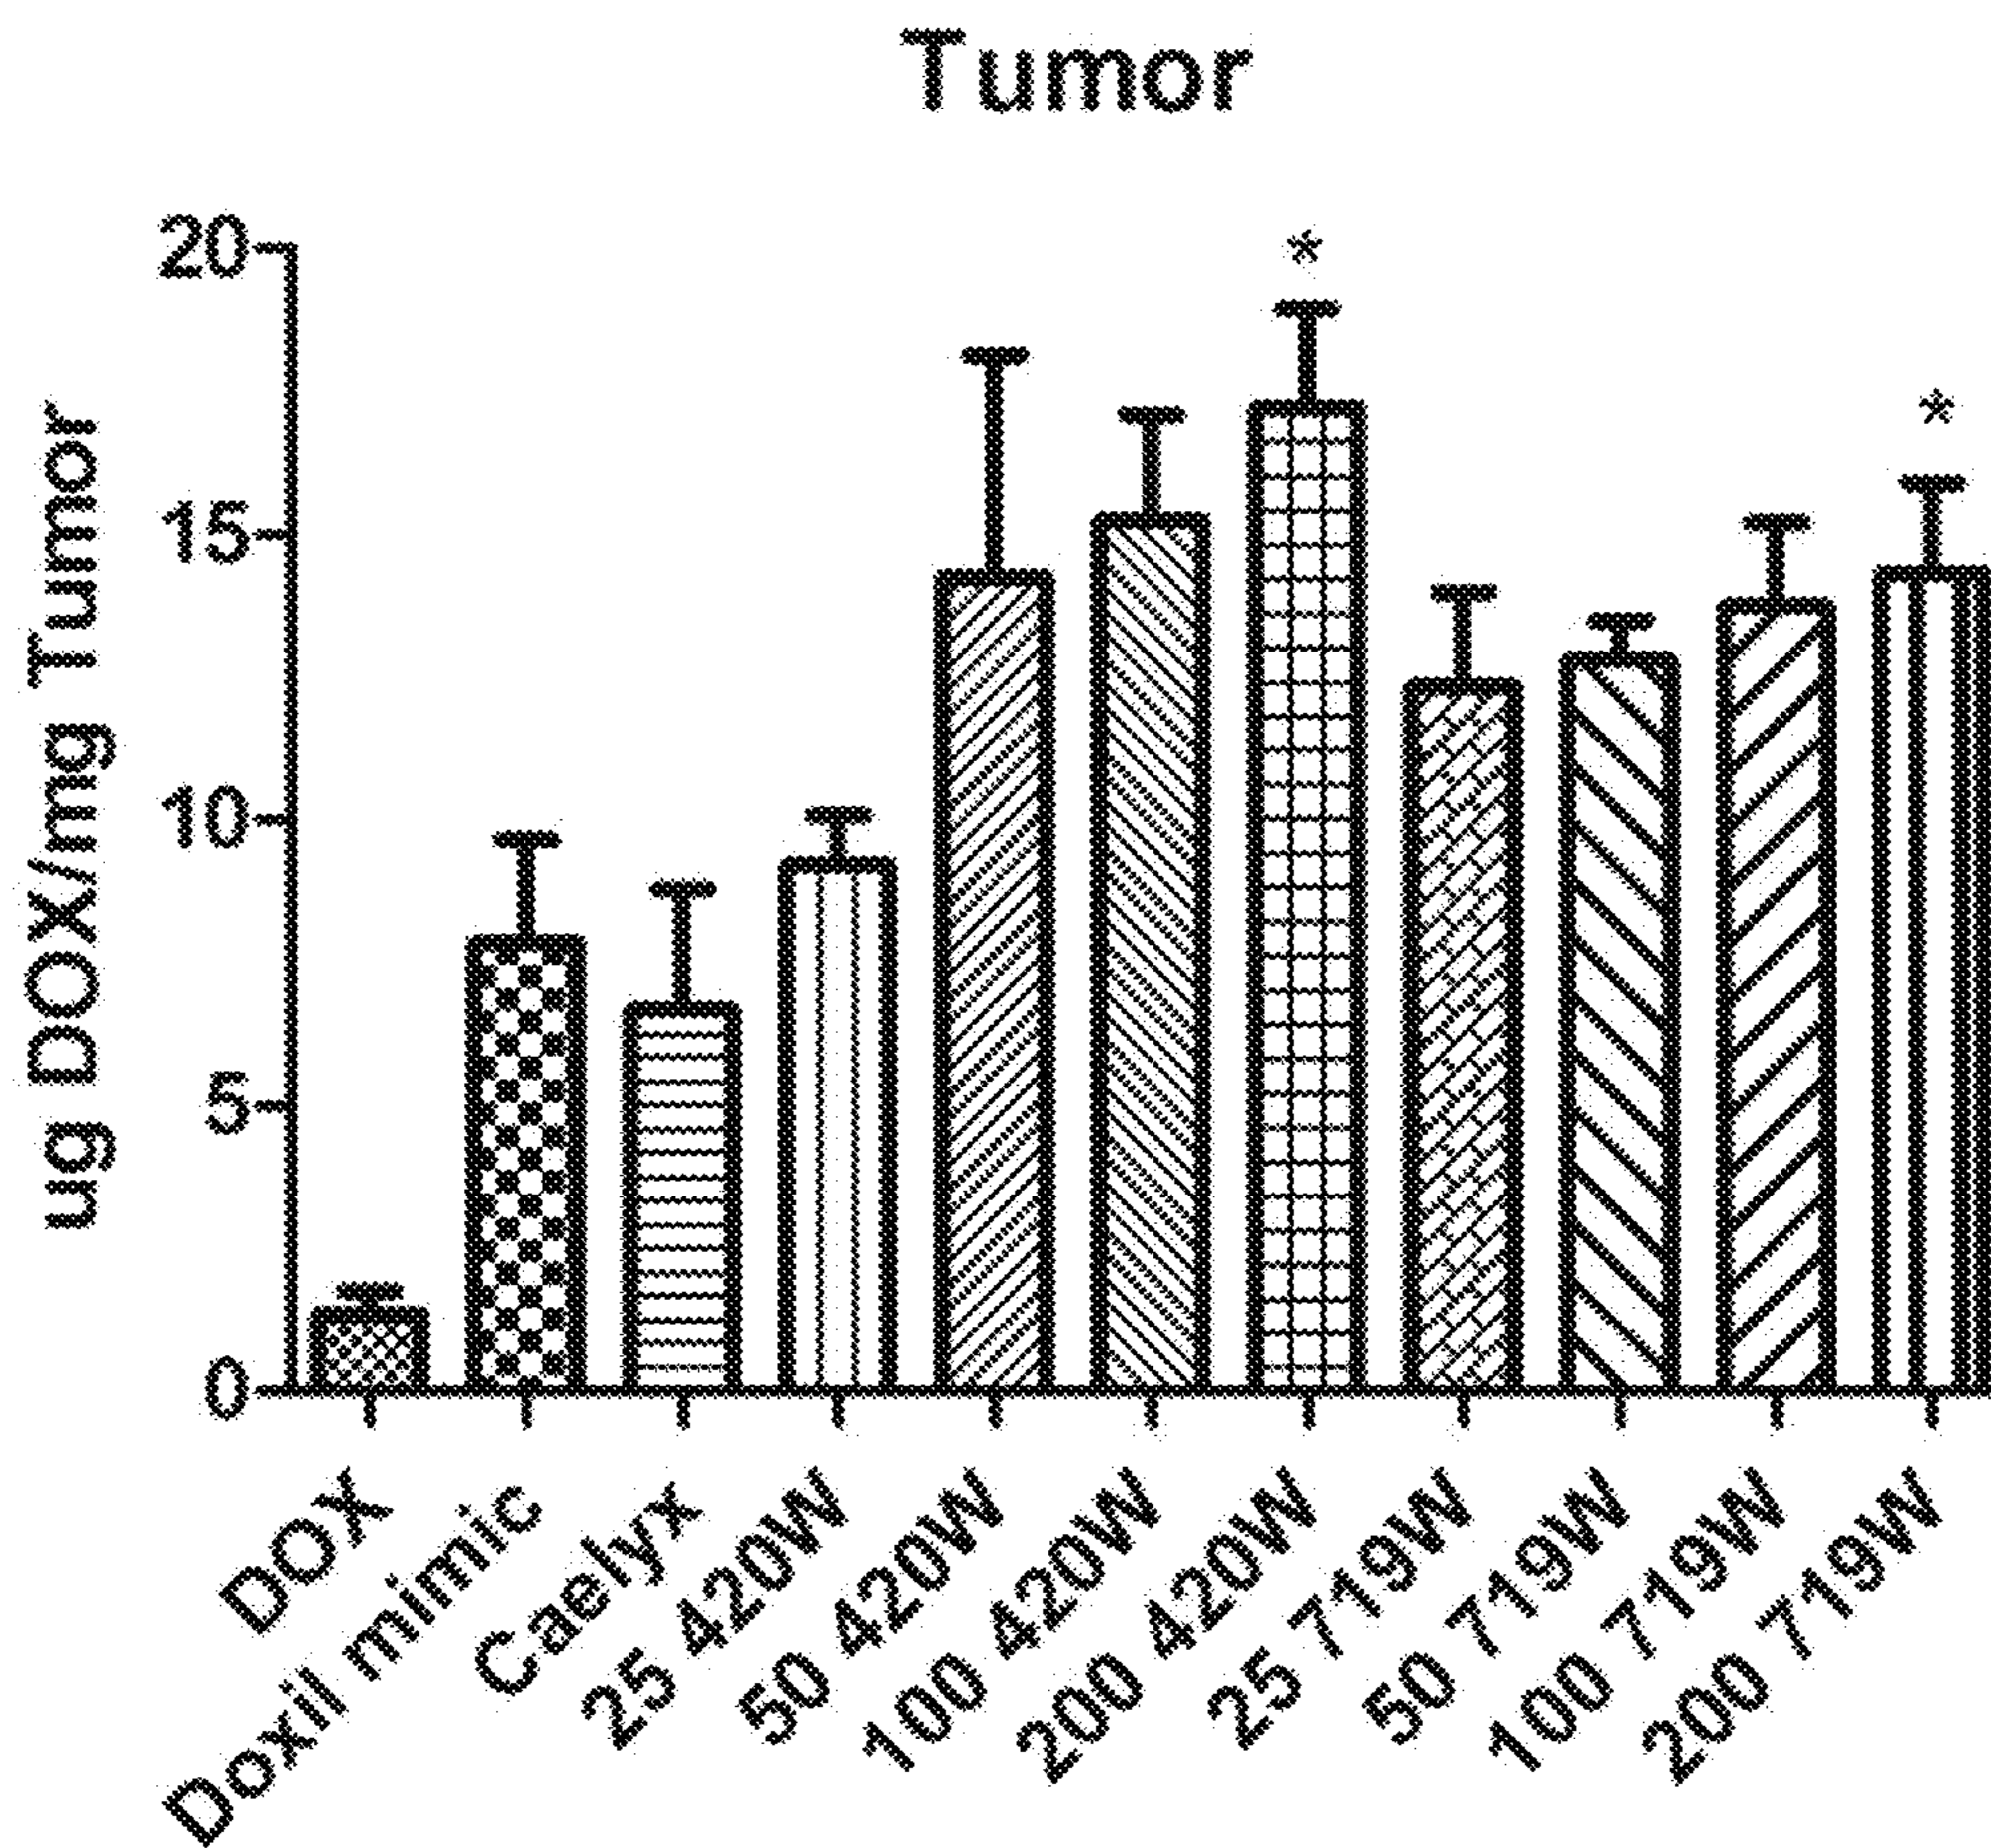 Tumor
ug DOX/mg Tumor
20
15
10
5
0
*
*
DOX
Doxil mimic
Caelyx
25 420W
50 420W
100 420W
200 420W
25 719W
50 719W
100 719W
200 719W